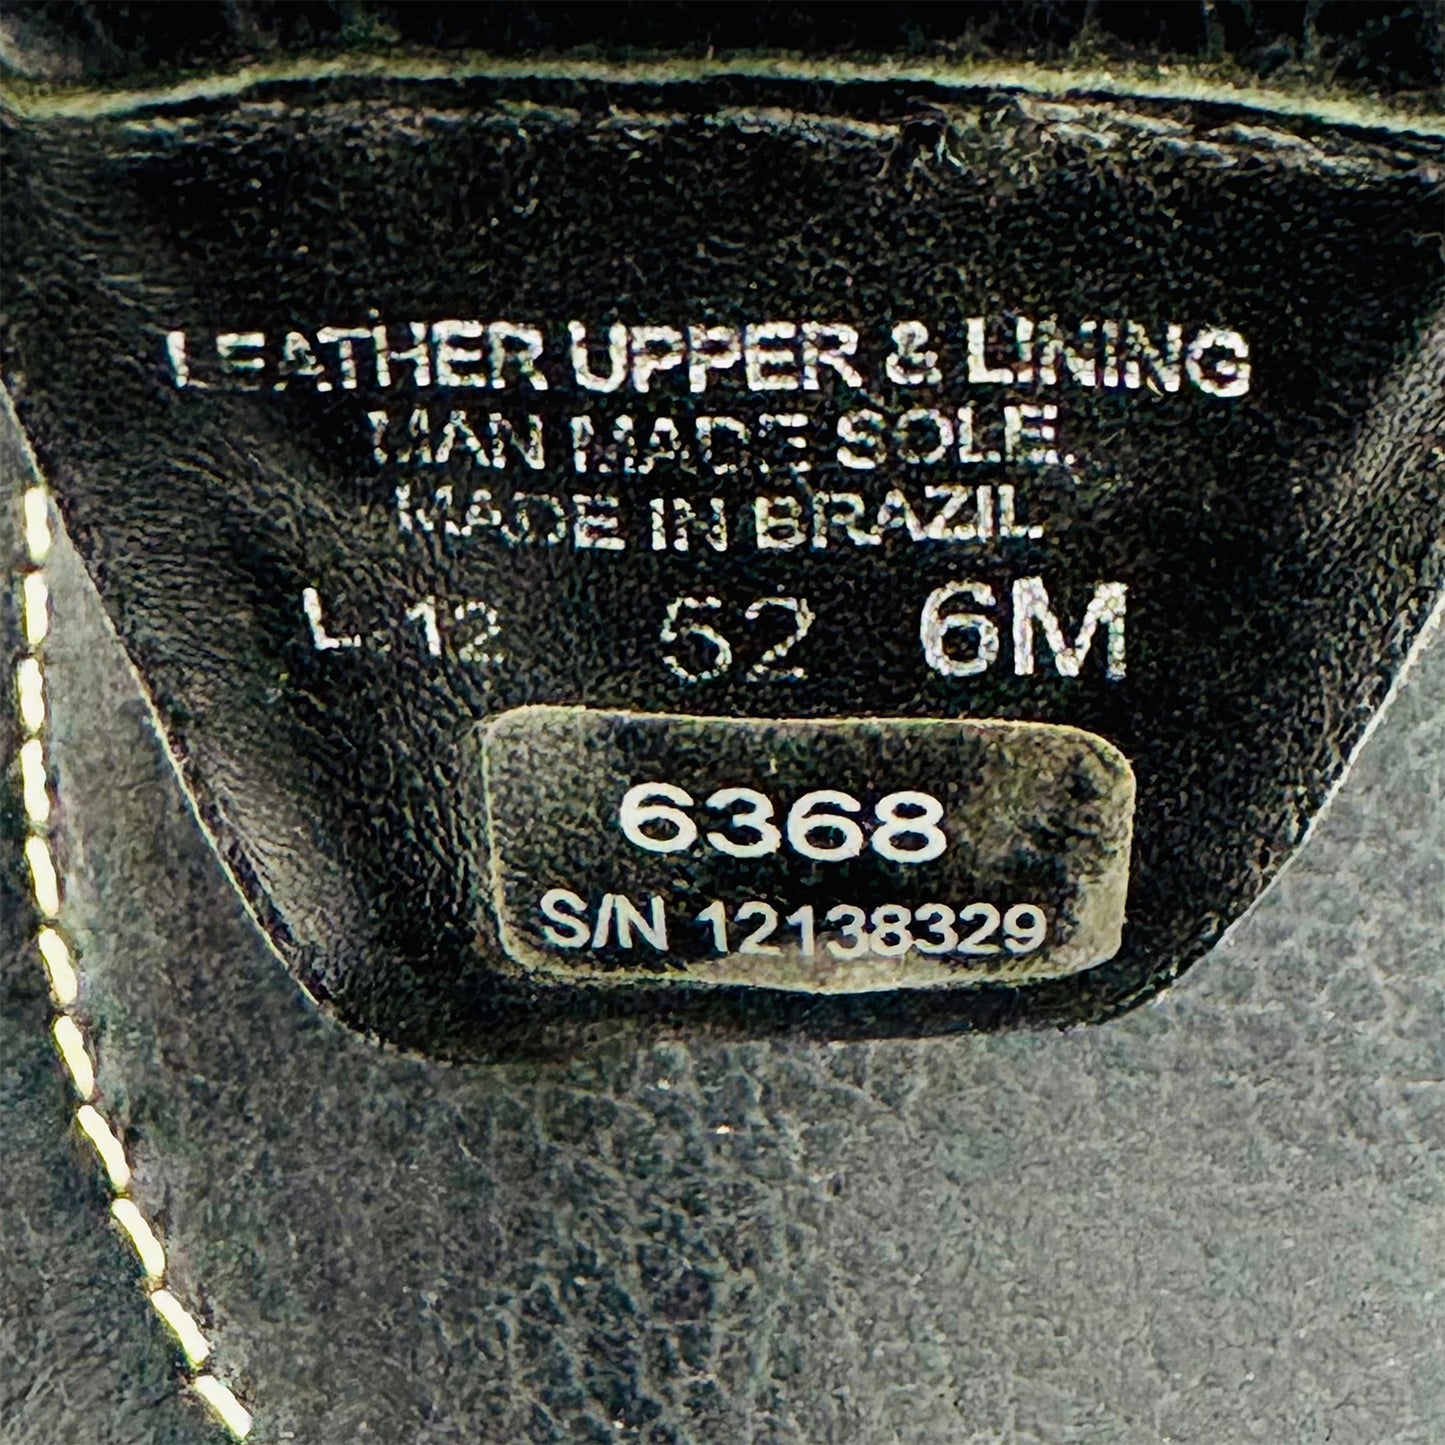 LEATHER UPPER & LINING
MAN MADE SOLE.
MADE IN BRAZIL
L.12 52 6M
6368
S/N 12138329